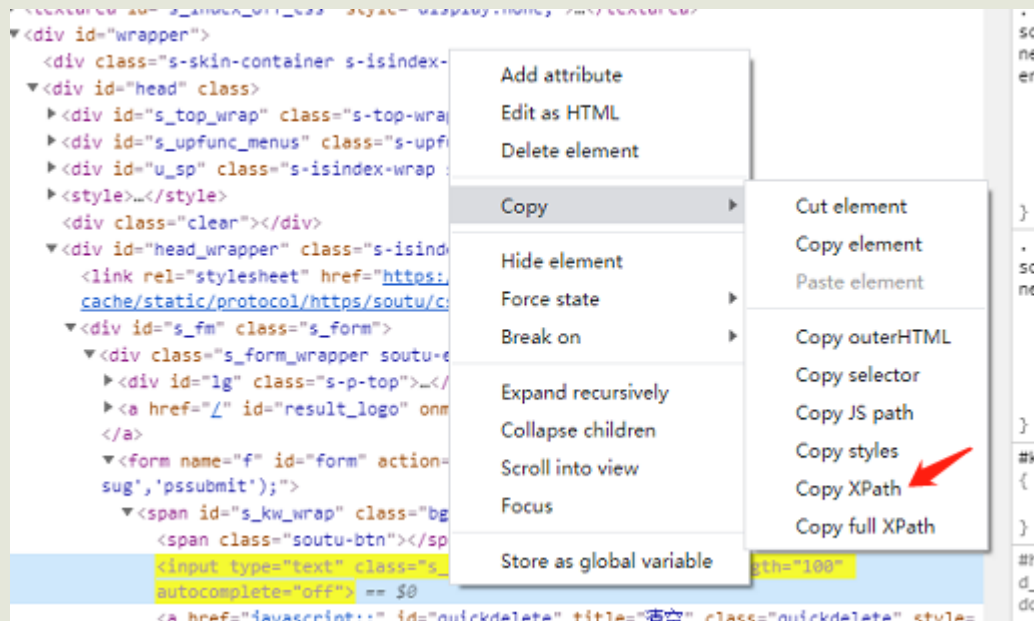 <div id="wrapper">
<div class="s-skin-container s-isindex-
<div id="head" class>
<div id="s_top_wrap" class="s-top-wrap
<div id="s_upfunc_menus" class="s-upf
<div id="u_sp" class="s-isindex-wrap
<style>…</style>
<div class="clear"></div>
<div id="head_wrapper" class="s-isind
<link rel="stylesheet" href="https:
cache/static/protocol/https/soutu/c
<div id="s_fm" class="s_form">
<div class="s_form_wrapper soutu-e
<div id="lg" class="s-p-top">…</
<a href="/" id="result_logo" onm
</a>
<form name="f" id="form" action=
sug','pssubmit');">
<span id="s_kw_wrap" class="bg
<span class="soutu-btn"></sp
<input type="text" class="s_ gth="100"
autocomplete="off"> == $0
<a href="javascript:;" id="quickdelete" title="清空" class="quickdelete" style=
Add attribute
Edit as HTML
Delete element
Copy
Hide element
Force state
Break on
Expand recursively
Collapse children
Scroll into view
Focus
Store as global variable
Cut element
Copy element
Paste element
Copy outerHTML
Copy selector
Copy JS path
Copy styles
Copy XPath
Copy full XPath